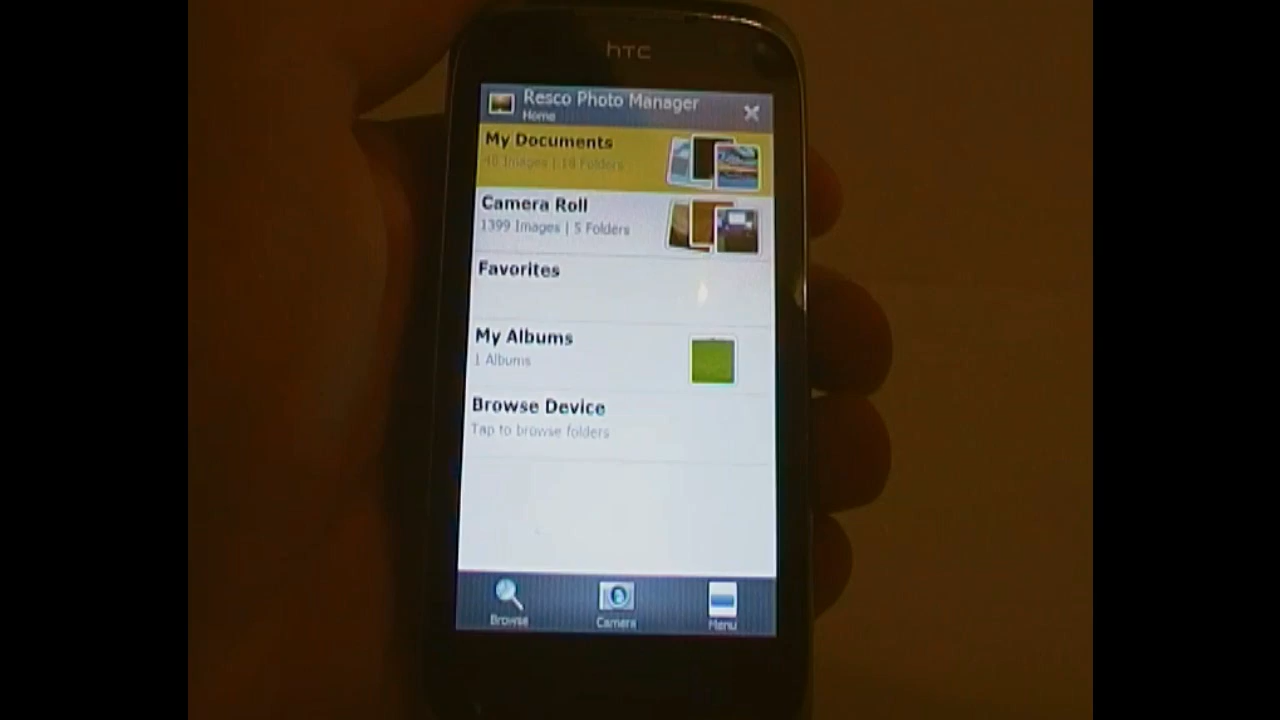 hTC
Resco Photo Manager
Home
My Documents
48 Images | 18 Folders
Camera Roll
1399 Images | 5 Folders
Favorites
My Albums
1 Albums
Browse Device
Tap to browse folders
Browse
Camera
Menu